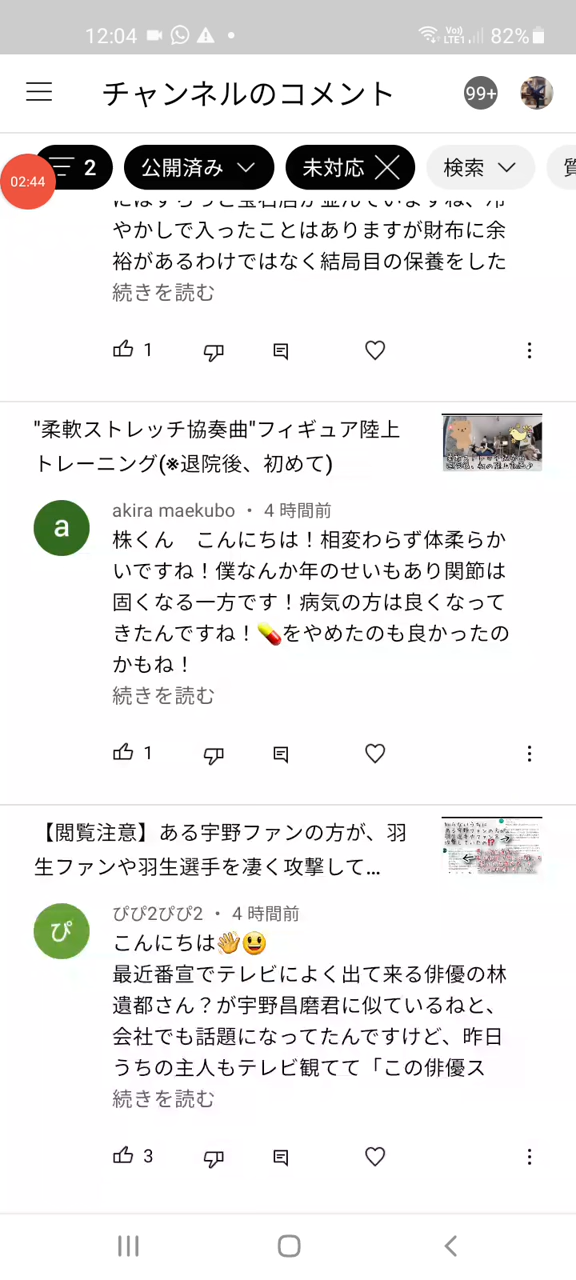 12:04
Vo))
LTE1
82%
チャンネルのコメント
99+
02:44
2
公開済み
未対応
検索
やかしで入ったことはありますが財布に余
裕があるわけではなく結局目の保養をした
続きを読む
1
"柔軟ストレッチ協奏曲"フィギュア陸上
トレーニング(※退院後、初めて)
a
akira maekubo ・ 4 時間前
株くん　こんにちは！相変わらず体柔らか
いですね！僕なんか年のせいもあり関節は
固くなる一方です！病気の方は良くなって
きたんですね！💊をやめたのも良かったの
かもね！
続きを読む
1
【閲覧注意】ある宇野ファンの方が、羽
生ファンや羽生選手を凄く攻撃して...
ぴ
ぴぴ2ぴぴ2 ・ 4 時間前
こんにちは👋😃
最近番宣でテレビによく出て来る俳優の林
遺都さん？が宇野昌磨君に似ているねと、
会社でも話題になってたんですけど、昨日
うちの主人もテレビ観てて「この俳優ス
続きを読む
3